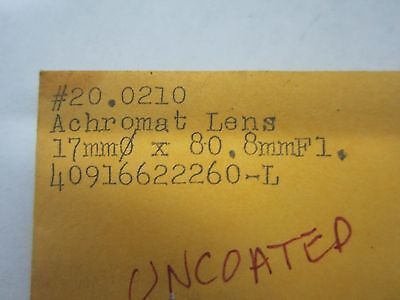 #20.0210
Achromat Lens
17mmØ x 80.8mmFl.
40916622260-L
UNCOATED